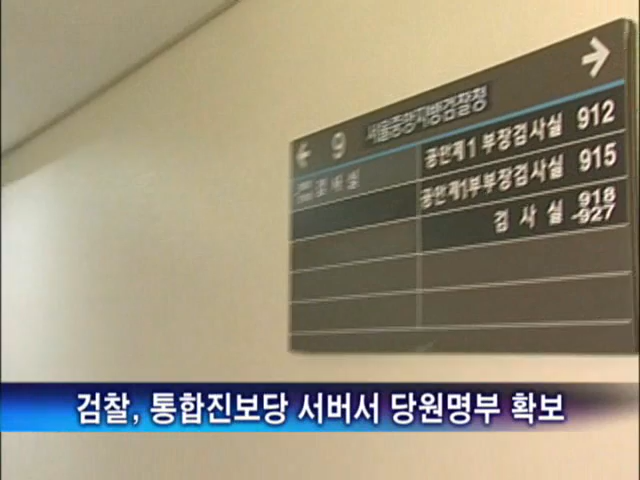 ← 9 서울중앙지방검찰청 →
공안제1 부장검사실 912
공안제1부부장검사실 915
검 사 실 918
-927
검찰, 통합진보당 서버서 당원명부 확보